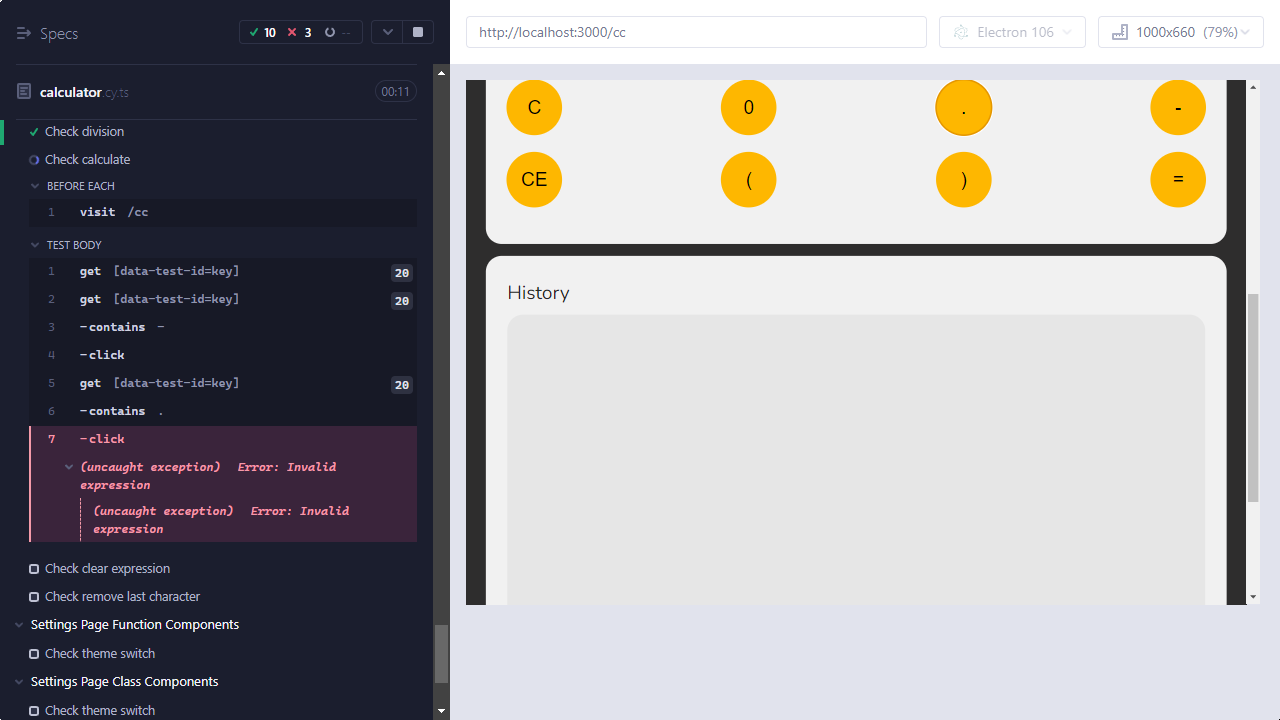 Specs
10
3
--
calculator.cy.ts
00:11
Check division
Check calculate
BEFORE EACH
1 visit /cc
TEST BODY
1 get [data-test-id=key] 20
2 get [data-test-id=key] 20
3 -contains -
4 -click
5 get [data-test-id=key] 20
6 -contains .
7 -click
(uncaught exception) Error: Invalid
expression
(uncaught exception) Error: Invalid
expression
Check clear expression
Check remove last character
Settings Page Function Components
Check theme switch
Settings Page Class Components
Check theme switch
http://localhost:3000/cc
Electron 106
1000x660 (79%)
C 0 . -
CE ( ) =
History